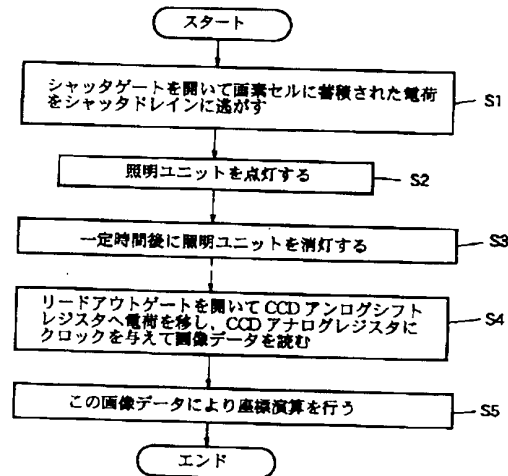 スタート
シャッタゲートを開いて画素セルに蓄積された電荷
をシャッタドレインに逃がす
S1
照明ユニットを点灯する
S2
一定時間後に照明ユニットを消灯する
S3
リードアウトゲートを開いて CCD アンログシフト
レジスタへ電荷を移し、CCD アナログレジスタに
クロックを与えて画像データを読む
S4
この画像データにより座標演算を行う
S5
エンド